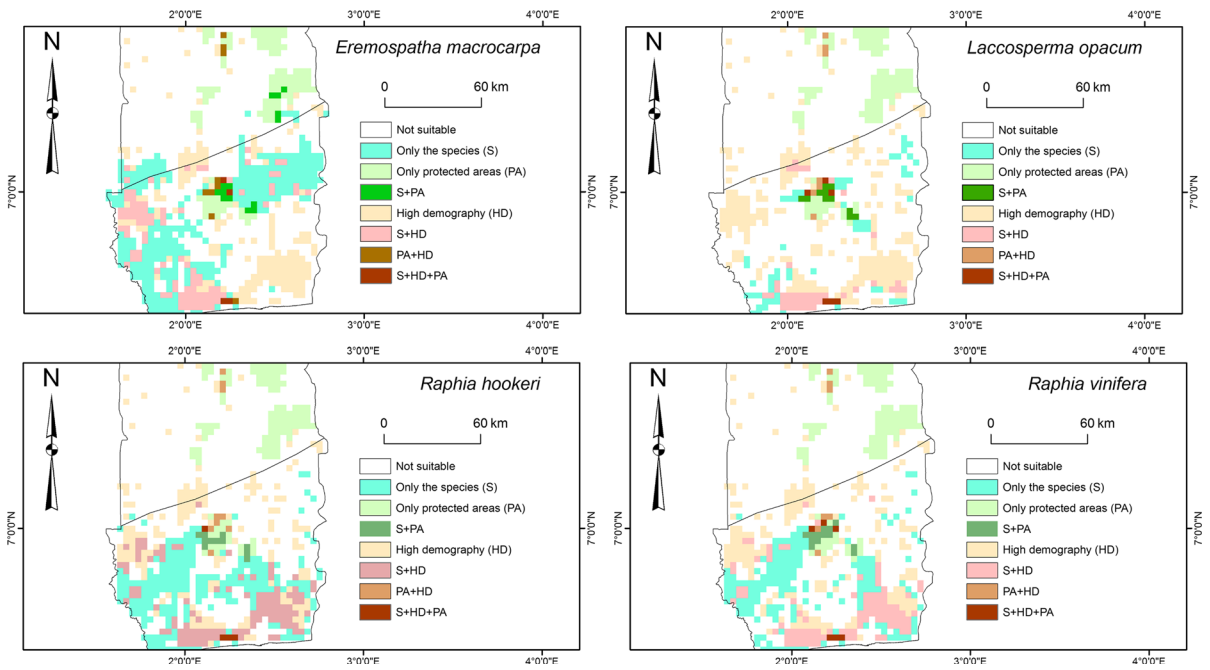 2°0'0"E 3°0'0"E 4°0'0"E
N
Eremospatha macrocarpa
0 60 km
Not suitable
Only the species (S)
Only protected areas (PA)
S+PA
High demography (HD)
S+HD
PA+HD
S+HD+PA
7°0'0"N
2°0'0"E 3°0'0"E 4°0'0"E
2°0'0"E 3°0'0"E 4°0'0"E
N
Laccosperma opacum
0 60 km
Not suitable
Only the species (S)
Only protected areas (PA)
S+PA
High demography (HD)
S+HD
PA+HD
S+HD+PA
7°0'0"N
7°0'0"N
2°0'0"E 3°0'0"E 4°0'0"E
2°0'0"E 3°0'0"E 4°0'0"E
N
Raphia hookeri
0 60 km
Not suitable
Only the species (S)
Only protected areas (PA)
S+PA
High demography (HD)
S+HD
PA+HD
S+HD+PA
7°0'0"N
2°0'0"E 3°0'0"E 4°0'0"E
2°0'0"E 3°0'0"E 4°0'0"E
N
Raphia vinifera
0 60 km
Not suitable
Only the species (S)
Only protected areas (PA)
S+PA
High demography (HD)
S+HD
PA+HD
S+HD+PA
7°0'0"N
7°0'0"N
2°0'0"E 3°0'0"E 4°0'0"E